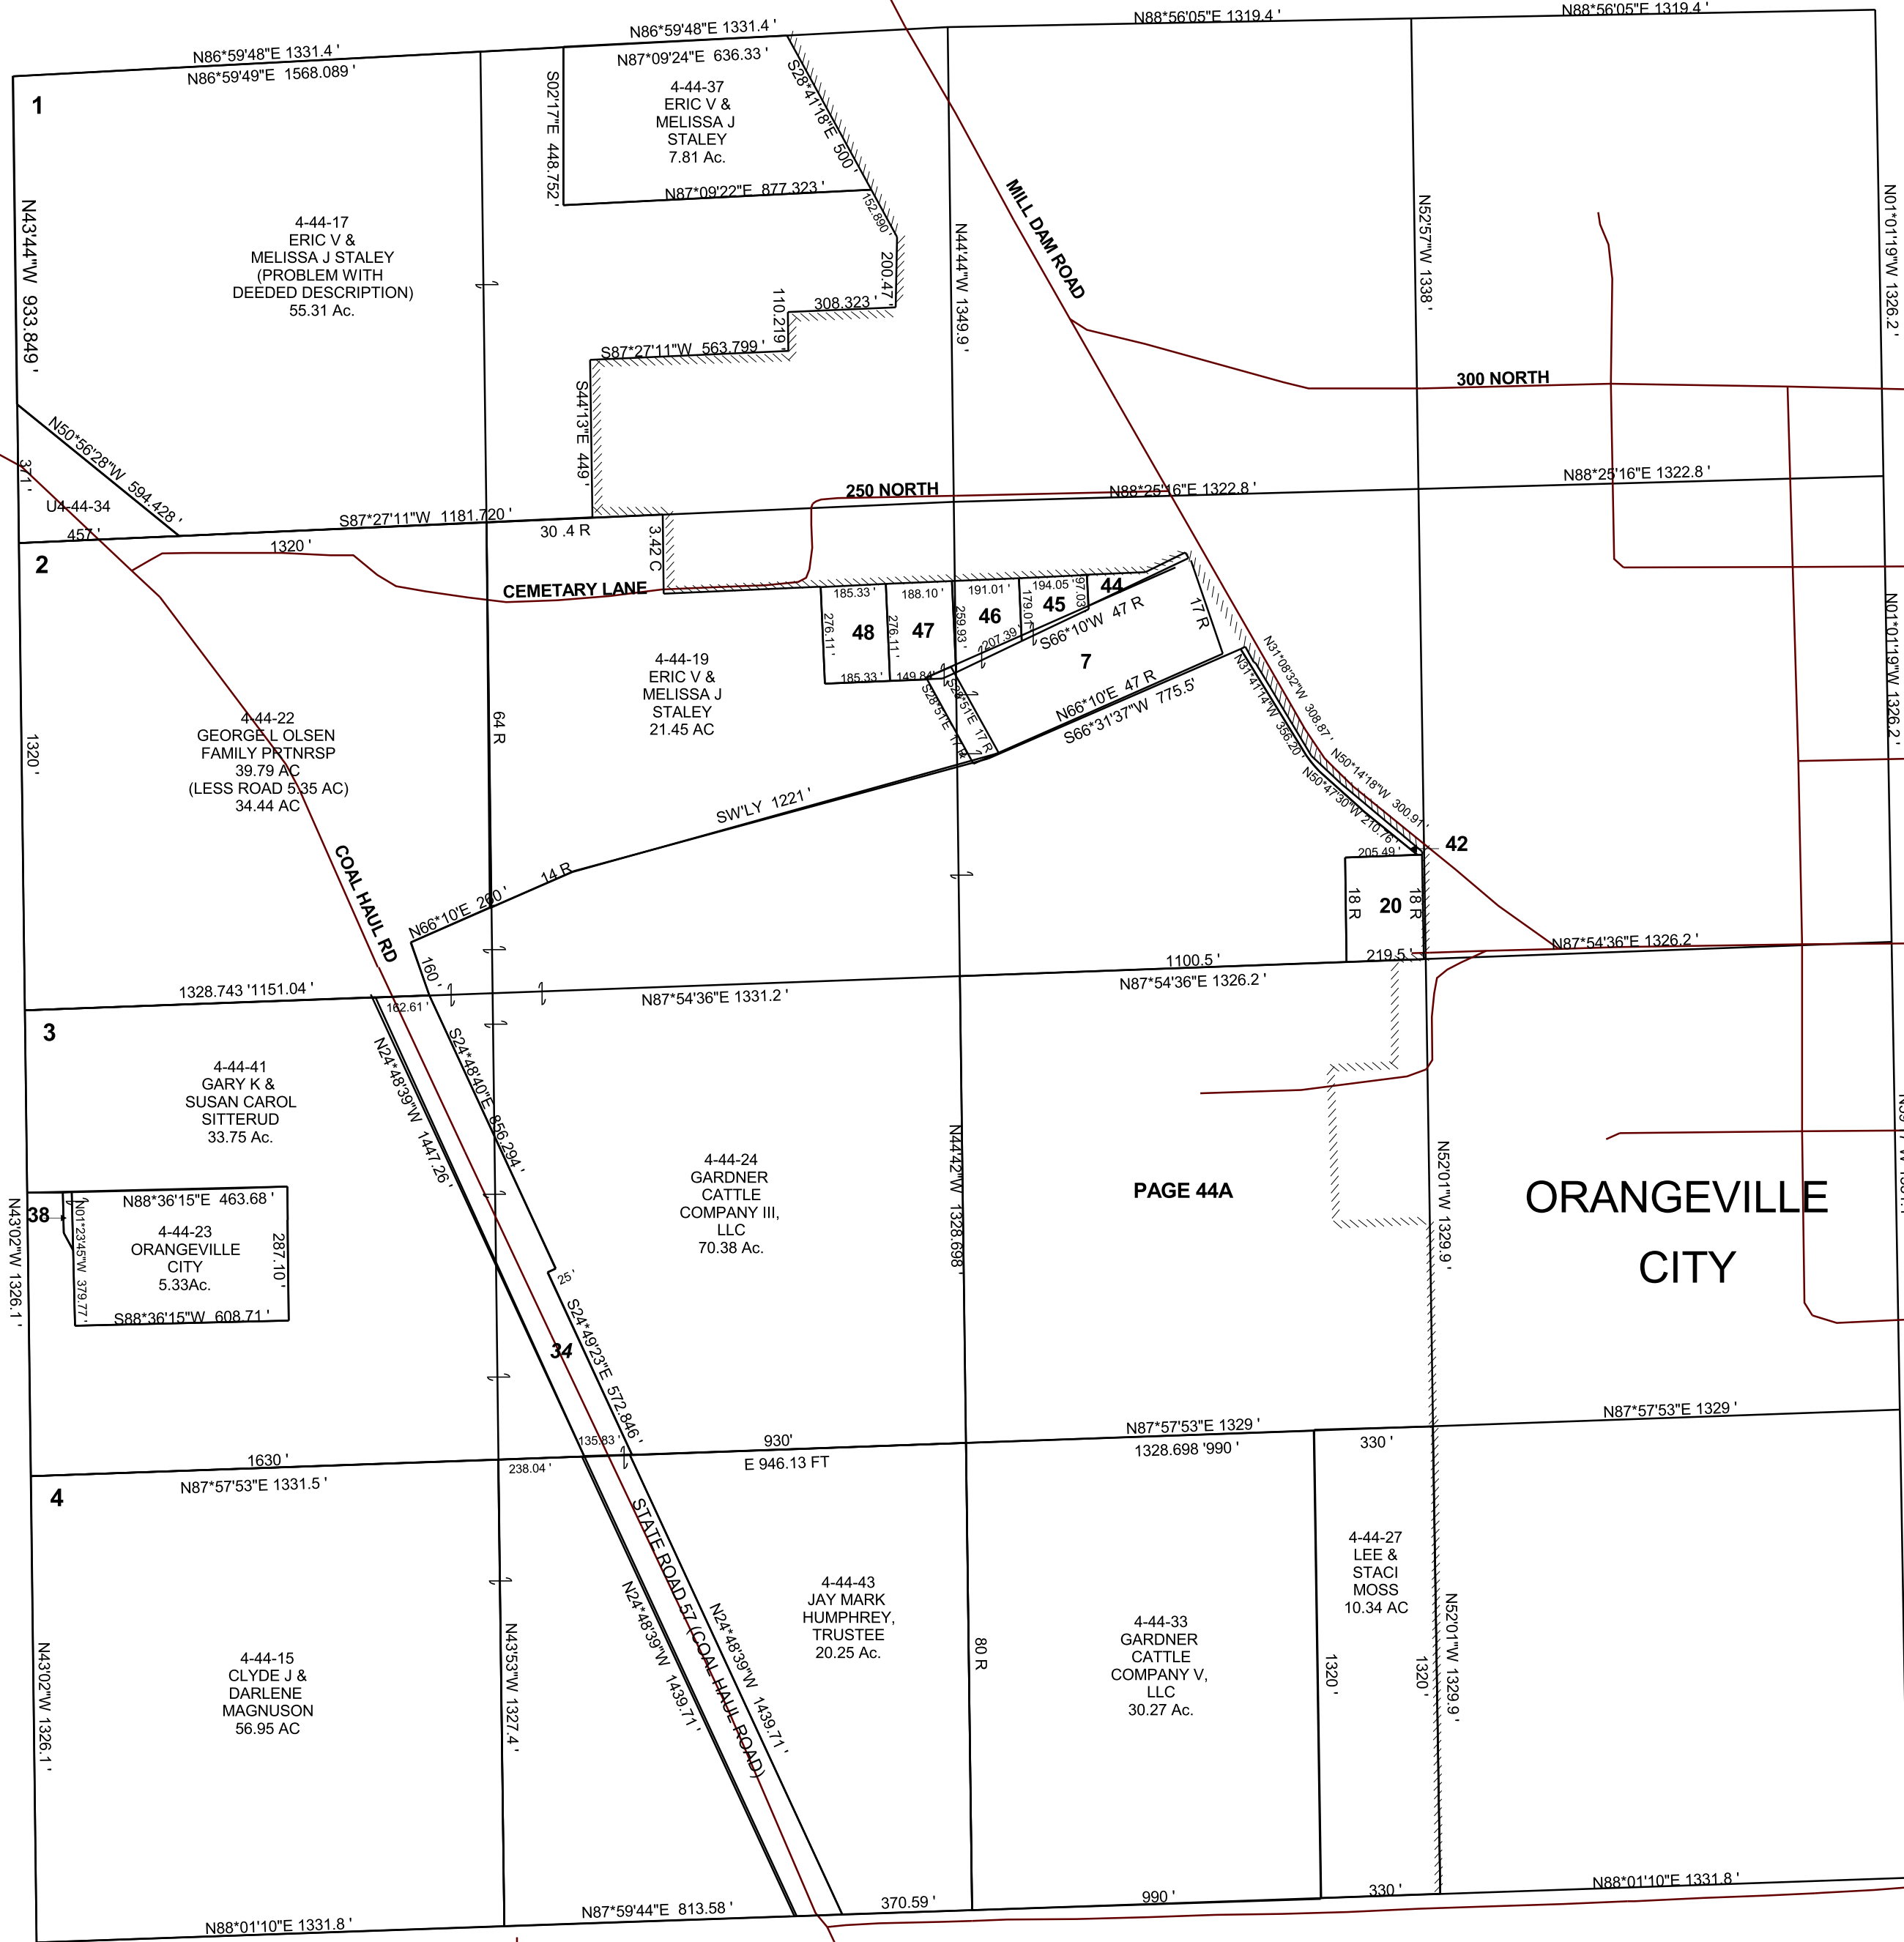 N86*59'48"E 1331.4 '
N86*59'49"E  1568.089 '
N86*59'48"E 1331.4 '
N87*09'24"E  636.33 '
N88*56'05"E 1319.4 '
N88*56'05"E 1319.4 '
1
4-44-37
ERIC V &
MELISSA J
STALEY
7.81 Ac.
S02'17"E  448.752 '
S28*41'18"E  500 '
N87*09'22"E  877.323 '
152.890 '
MILL DAM ROAD
N43'44"W  933.849 '
4-44-17
ERIC V &
MELISSA J STALEY
(PROBLEM WITH
DEEDED DESCRIPTION)
55.31 Ac.
N44'44"W 1349.9 '
N52'57"W 1338 '
N01*01'19"W 1326.2 '
200.47 '
308.323 '
110.219 '
S87*27'11"W  563.799 '
S44'13"E  449 '
300 NORTH
N50*56'28"W  594.428 '
371 '
U4-44-34
457 '
S87*27'11"W  1181.720 '
250 NORTH
N88*25'16"E 1322.8 '
N88*25'16"E 1322.8 '
2
1320 '
30 .4 R
3.42 C
CEMETARY LANE
185.33 '
188.10 '
191.01 '
194.05 '
97.03
44
276.11 '
48
276.11 '
47
259.93 '
46
179.01 '
45
207.39 '
S66*10'W  47 R
17 R
7
185.33 '
149.84 '
S28*51'E  17 R
S28*51'E  17 R
N66*10'E  47 R
S66*31'37"W  775.5'
N31*08'32"W  308.87 '
N31*41'14"W  356.20 '
N50*14'18"W  300.91 '
N50*47'30"W 210.76 '
N01*01'19"W 1326.2 '
4-44-19
ERIC V &
MELISSA J
STALEY
21.45 AC
4-44-22
GEORGE L OLSEN
FAMILY PRTNRSP
39.79 AC
(LESS ROAD 5.35 AC)
34.44 AC
1320 '
64 R
SW'LY  1221 '
14 R
N66*10'E  260 '
160 '
COAL HAUL RD
42
205.49 '
18 R
20
18 R
219.5 '
1100.5 '
N87*54'36"E 1326.2 '
N87*54'36"E 1326.2 '
N87*54'36"E 1331.2 '
1328.743 '1151.04 '
162.61 '
3
4-44-41
GARY K &
SUSAN CAROL
SITTERUD
33.75 Ac.
N24*48'39"W  1447.26 '
S24*48'40"E  856.294 '
4-44-24
GARDNER
CATTLE
COMPANY III,
LLC
70.38 Ac.
N44'42"W  1328.698 '
PAGE 44A
N52'01"W 1329.9 '
ORANGEVILLE
CITY
38
N88*36'15"E  463.68 '
N01*23'45"W  379.77 '
4-44-23
ORANGEVILLE
CITY
5.33Ac.
287.10 '
S88*36'15"W  608.71 '
N43'02"W 1326.1 '
25 '
S24*49'23"E  572.846 '
34
135.83 '
930'
E 946.13 FT
N87*57'53"E 1329 '
1328.698 '990 '
330 '
N87*57'53"E 1329 '
1630 '
N87*57'53"E 1331.5 '
238.04 '
4
4-44-15
CLYDE J &
DARLENE
MAGNUSON
56.95 AC
N43'02"W 1326.1 '
N43'53"W 1327.4 '
N24*48'39"W  1439.71 '
STATE ROAD 57 (COAL HAUL ROAD)
N24*48'39"W  1439.71 '
4-44-43
JAY MARK
HUMPHREY,
TRUSTEE
20.25 Ac.
80 R
4-44-33
GARDNER
CATTLE
COMPANY V,
LLC
30.27 Ac.
4-44-27
LEE &
STACI
MOSS
10.34 AC
1320 '
1320 '
N52'01"W 1329.9 '
N88*01'10"E 1331.8 '
N87*59'44"E  813.58 '
370.59 '
990 '
330 '
N88*01'10"E 1331.8 '